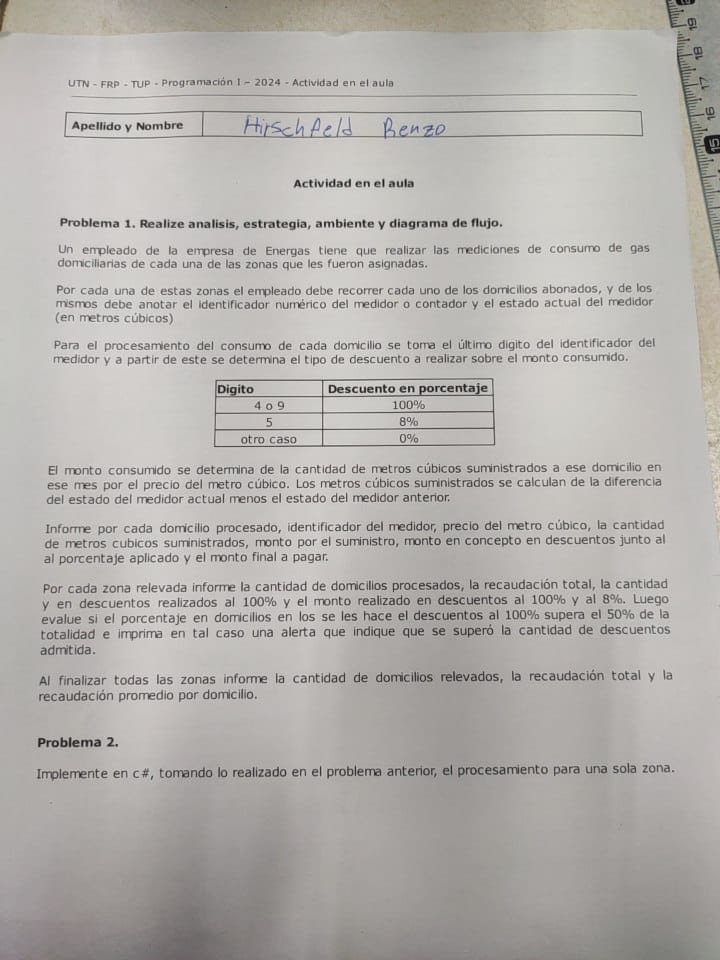 UTN - FRP - TUP - Programación I - 2024 - Actividad en el aula
Apellido y Nombre Hirschfeld Renzo
Actividad en el aula
Problema 1. Realize analisis, estrategia, ambiente y diagrama de flujo.
Un empleado de la empresa de Energas tiene que realizar las mediciones de consumo de gas
domiciliarias de cada una de las zonas que les fueron asignadas.
Por cada una de estas zonas el empleado debe recorrer cada uno de los domicilios abonados, y de los
mismos debe anotar el identificador numérico del medidor o contador y el estado actual del medidor
(en metros cúbicos)
Para el procesamiento del consumo de cada domicilio se toma el último digito del identificador del
medidor y a partir de este se determina el tipo de descuento a realizar sobre el monto consumido.
Digito Descuento en porcentaje
4 o 9 100%
5 8%
otro caso 0%
El monto consumido se determina de la cantidad de metros cúbicos suministrados a ese domicilio en
ese mes por el precio del metro cúbico. Los metros cúbicos suministrados se calculan de la diferencia
del estado del medidor actual menos el estado del medidor anterior.
Informe por cada domicilio procesado, identificador del medidor, precio del metro cúbico, la cantidad
de metros cubicos suministrados, monto por el suministro, monto en concepto en descuentos junto al
al porcentaje aplicado y el monto final a pagar.
Por cada zona relevada informe la cantidad de domicilios procesados, la recaudación total, la cantidad
y en descuentos realizados al 100% y el monto realizado en descuentos al 100% y al 8%. Luego
evalue si el porcentaje en domicilios en los se les hace el descuentos al 100% supera el 50% de la
totalidad e imprima en tal caso una alerta que indique que se superó la cantidad de descuentos
admitida.
Al finalizar todas las zonas informe la cantidad de domicilios relevados, la recaudación total y la
recaudación promedio por domicilio.
Problema 2.
Implemente en c#, tomando lo realizado en el problema anterior, el procesamiento para una sola zona.
19
18
17
16
15